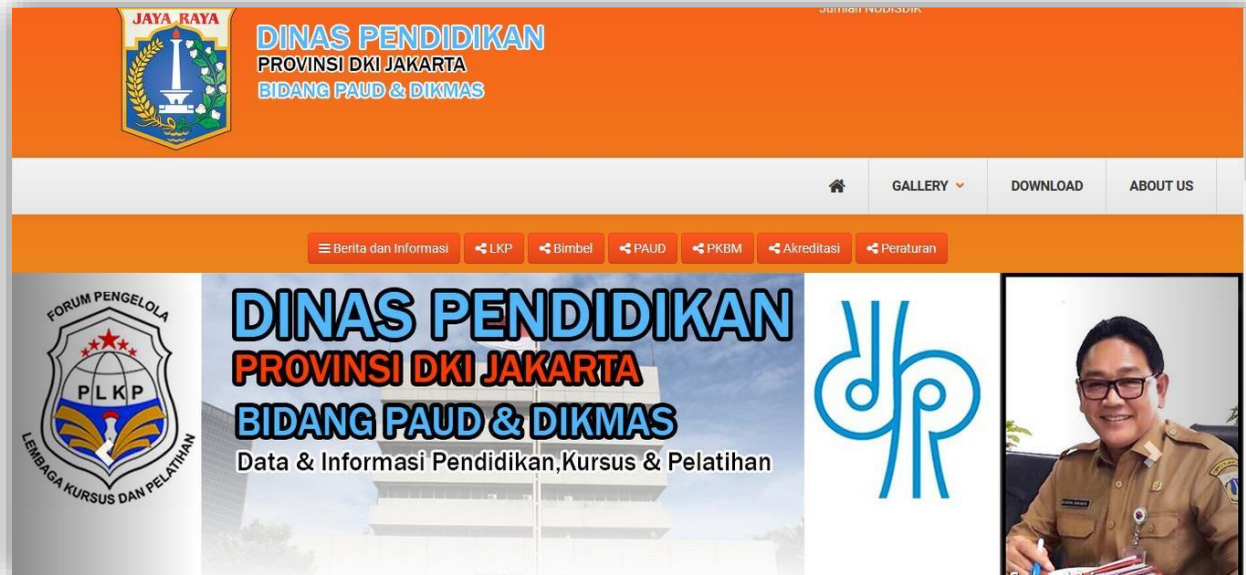 JAYA RAYA
DINAS PENDIDIKAN
PROVINSI DKI JAKARTA
BIDANG PAUD & DIKMAS
Jumlah NUDISDIK
GALLERY
DOWNLOAD
ABOUT US
Berita dan Informasi
LKP
Bimbel
PAUD
PKBM
Akreditasi
Peraturan
FORUM PENGELOLA
PLKP
LEMBAGA KURSUS DAN PELATIHAN
DINAS PENDIDIKAN
PROVINSI DKI JAKARTA
BIDANG PAUD & DIKMAS
Data & Informasi Pendidikan,Kursus & Pelatihan